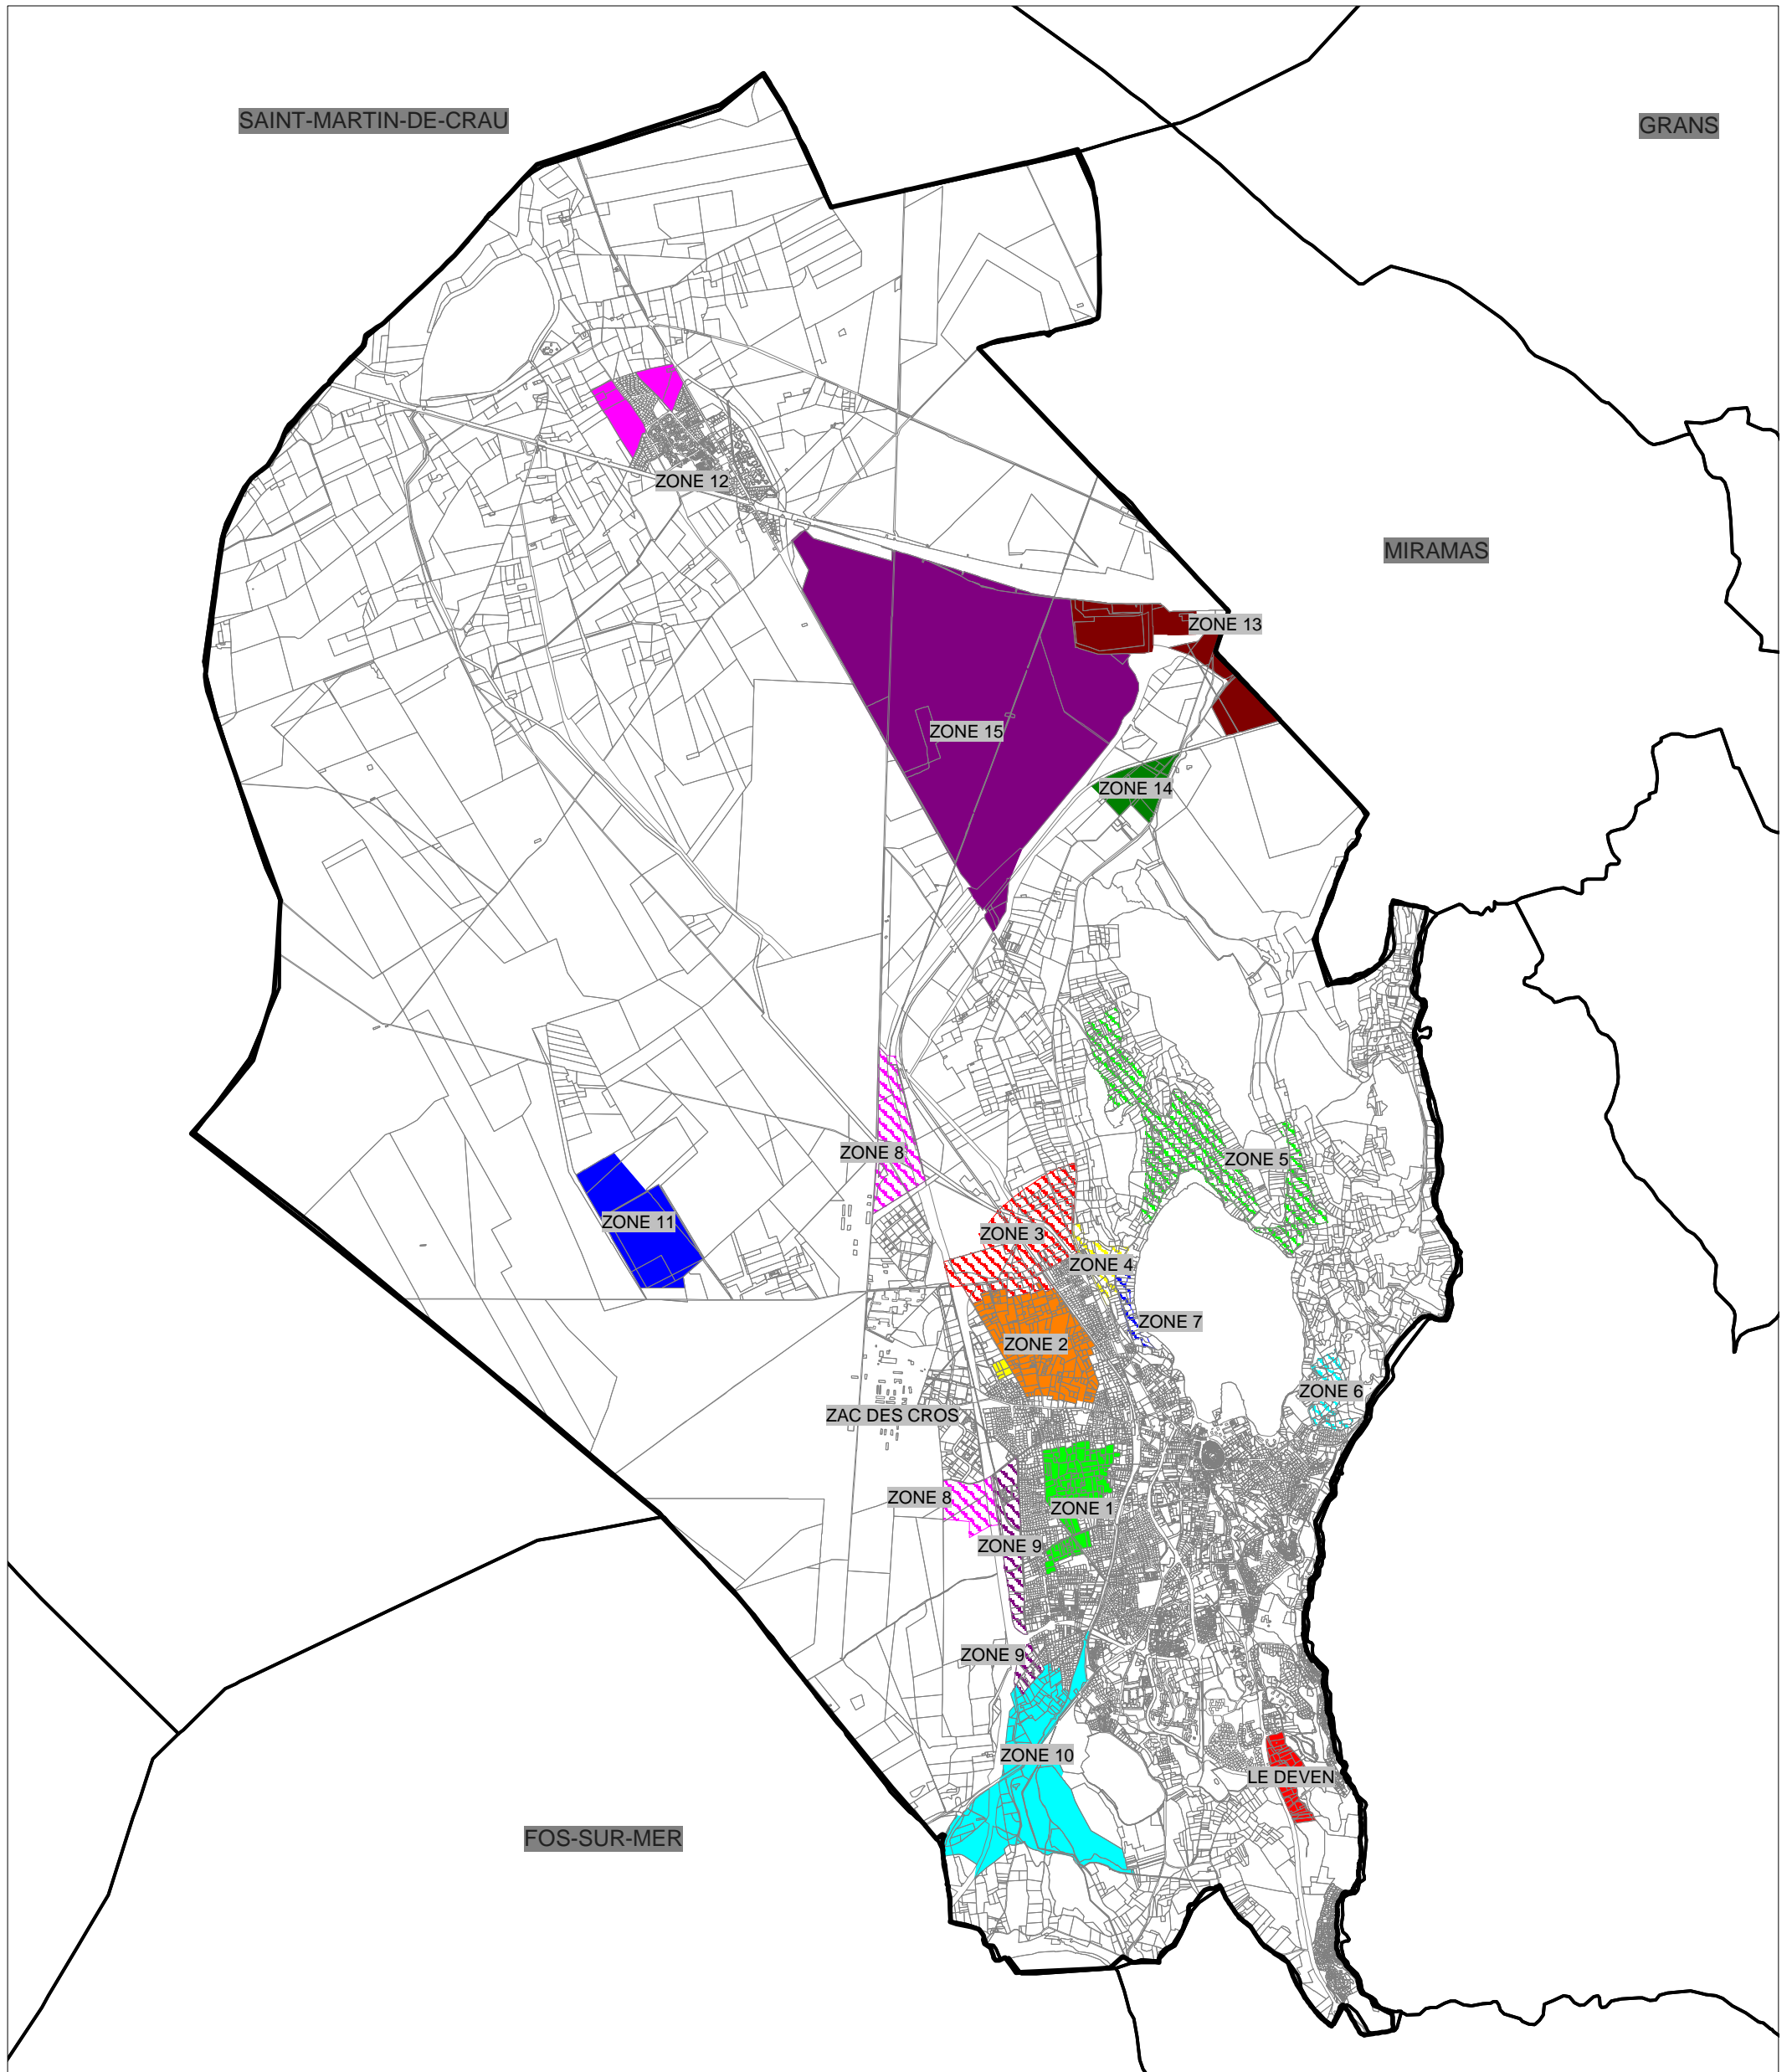 SAINT-MARTIN-DE-CRAU
GRANS
ZONE 12
MIRAMAS
ZONE 13
ZONE 15
ZONE 14
ZONE 8
ZONE 5
ZONE 11
ZONE 3
ZONE 4
ZONE 7
ZONE 2
ZONE 6
ZAC DES CROS
ZONE 8
ZONE 1
ZONE 9
ZONE 9
ZONE 10
LE DEVEN
FOS-SUR-MER